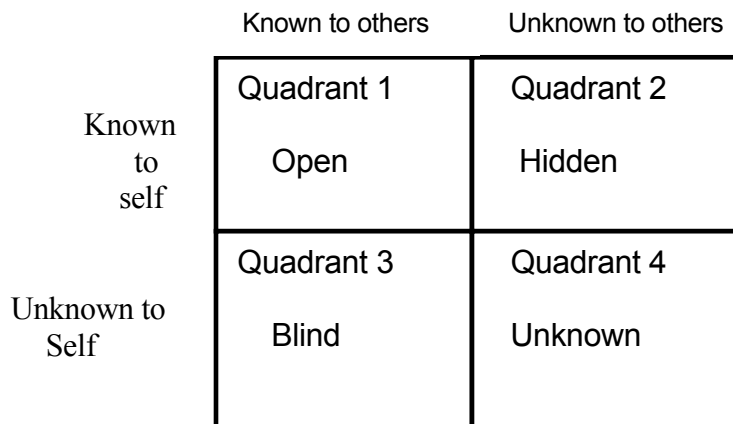 Known to others Unknown to others
Quadrant 1 Quadrant 2
Known
to
self
Open Hidden
Quadrant 3 Quadrant 4
Unknown to
Self
Blind Unknown